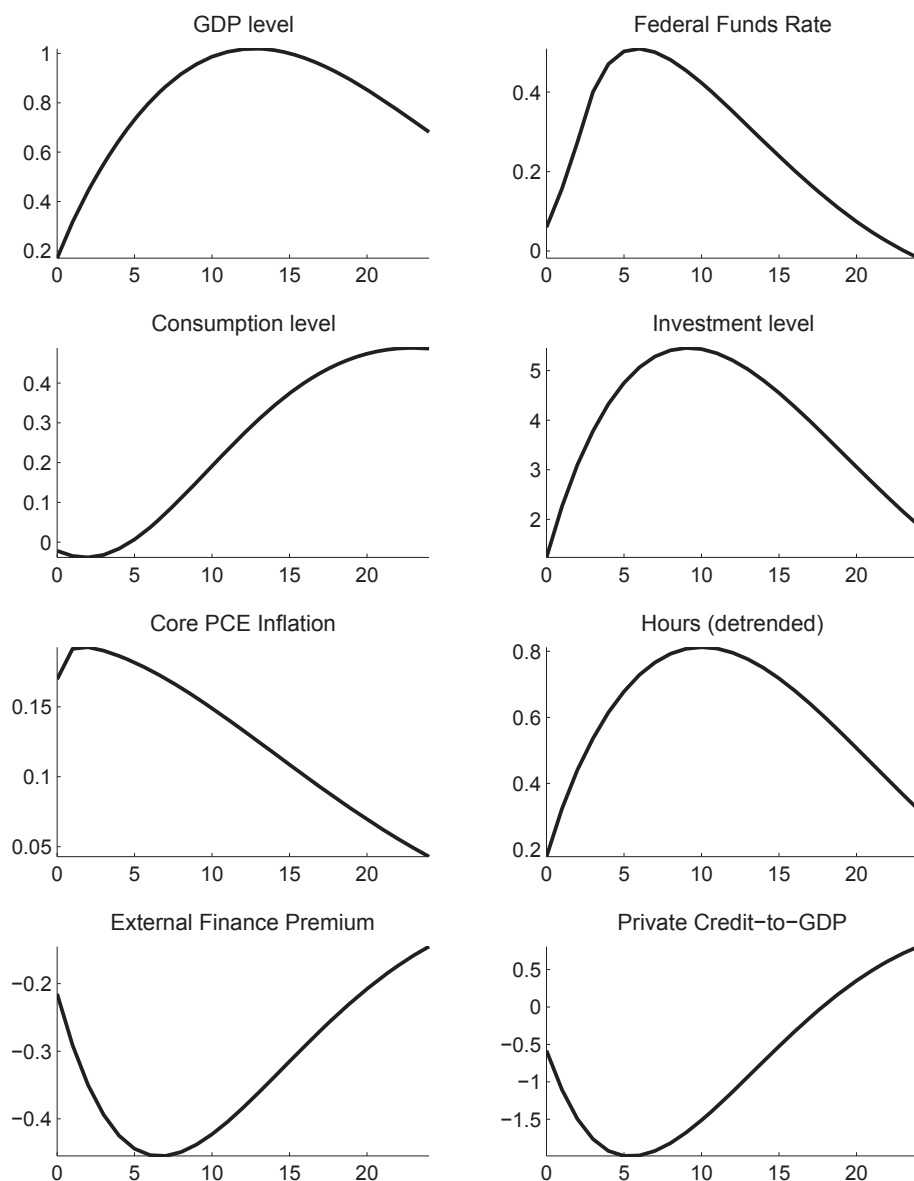 GDP level
1
0.8
0.6
0.4
0.2
0 5 10 15 20
Federal Funds Rate
0.4
0.2
0
0 5 10 15 20
Consumption level
0.4
0.3
0.2
0.1
0
0 5 10 15 20
Investment level
5
4
3
2
0 5 10 15 20
Core PCE Inflation
0.15
0.1
0.05
0 5 10 15 20
Hours (detrended)
0.8
0.6
0.4
0.2
0 5 10 15 20
External Finance Premium
−0.2
−0.3
−0.4
0 5 10 15 20
Private Credit−to−GDP
0.5
0
−0.5
−1
−1.5
0 5 10 15 20